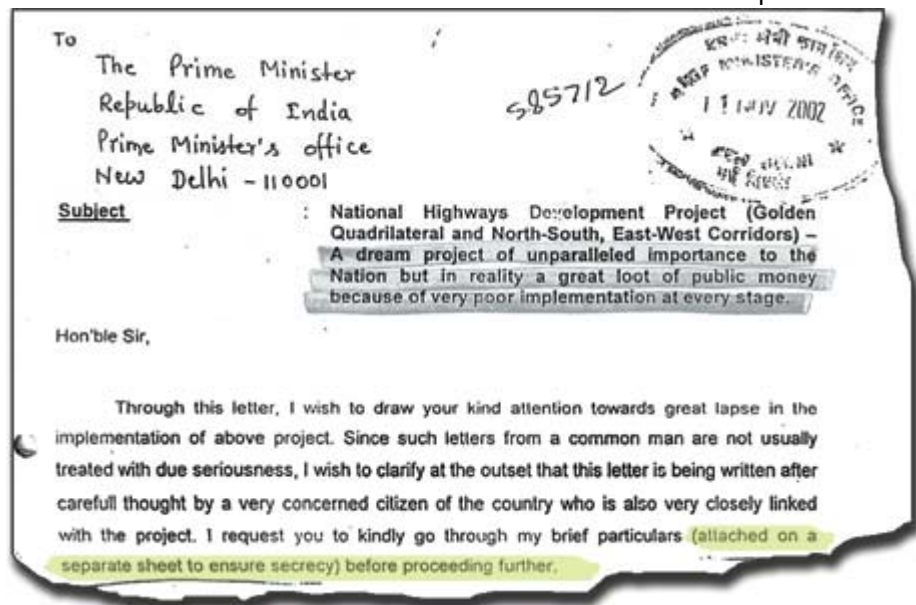 To
The Prime Minister
Republic of India
Prime Minister's office
New Delhi - 110001
585712
PRIME MINISTER'S OFFICE
11 NOV 2002
Subject : National Highways Development Project (Golden
Quadrilateral and North-South, East-West Corridors) –
A dream project of unparalleled importance to the
Nation but in reality a great loot of public money
because of very poor implementation at every stage.
Hon'ble Sir,
Through this letter, I wish to draw your kind attention towards great lapse in the
implementation of above project. Since such letters from a common man are not usually
treated with due seriousness, I wish to clarify at the outset that this letter is being written after
carefull thought by a very concerned citizen of the country who is also very closely linked
with the project. I request you to kindly go through my brief particulars (attached on a
separate sheet to ensure secrecy) before proceeding further.